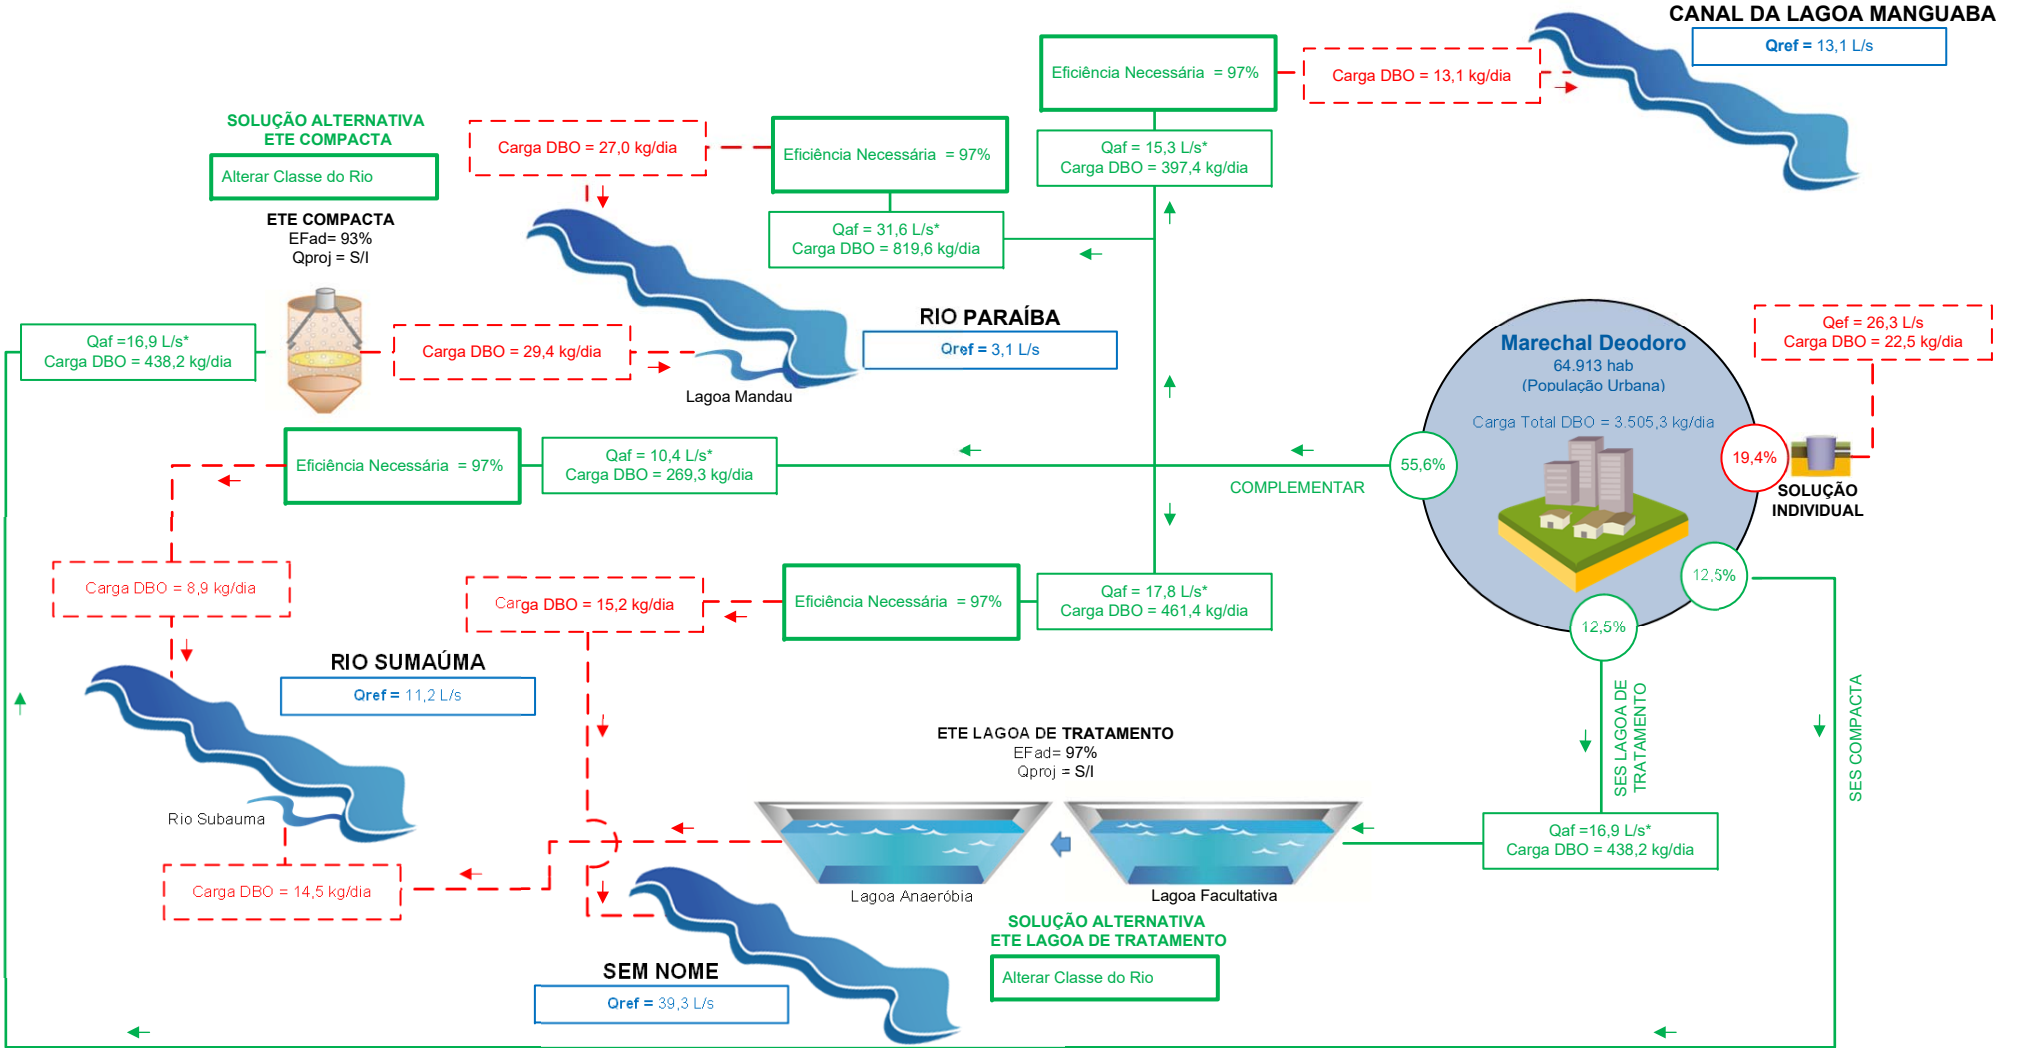 CANAL DA LAGOA MANGUABA
Qref = 13,1 L/s
Eficiência Necessária = 97%
Carga DBO = 13,1 kg/dia
Qaf = 15,3 L/s*
Carga DBO = 397,4 kg/dia
SOLUÇÃO ALTERNATIVA
ETE COMPACTA
Alterar Classe do Rio
Carga DBO = 27,0 kg/dia
Eficiência Necessária = 97%
Qaf = 31,6 L/s*
Carga DBO = 819,6 kg/dia
ETE COMPACTA
EFad= 93%
Qproj = S/I
RIO PARAÍBA
Qref = 3,1 L/s
Qaf =16,9 L/s*
Carga DBO = 438,2 kg/dia
Carga DBO = 29,4 kg/dia
Lagoa Mandau
Marechal Deodoro
64.913 hab
(População Urbana)
Carga Total DBO = 3.505,3 kg/dia
Qef = 26,3 L/s
Carga DBO = 22,5 kg/dia
55,6%
19,4%
12,5%
12,5%
SOLUÇÃO
INDIVIDUAL
COMPLEMENTAR
Eficiência Necessária = 97%
Qaf = 10,4 L/s*
Carga DBO = 269,3 kg/dia
Carga DBO = 8,9 kg/dia
Carga DBO = 15,2 kg/dia
Eficiência Necessária = 97%
Qaf = 17,8 L/s*
Carga DBO = 461,4 kg/dia
RIO SUMAÚMA
Qref = 11,2 L/s
Rio Subauma
Carga DBO = 14,5 kg/dia
ETE LAGOA DE TRATAMENTO
EFad= 97%
Qproj = S/I
Lagoa Anaeróbia
Lagoa Facultativa
SES LAGOA DE
TRATAMENTO
SES COMPACTA
Qaf =16,9 L/s*
Carga DBO = 438,2 kg/dia
SOLUÇÃO ALTERNATIVA
ETE LAGOA DE TRATAMENTO
Alterar Classe do Rio
SEM NOME
Qref = 39,3 L/s